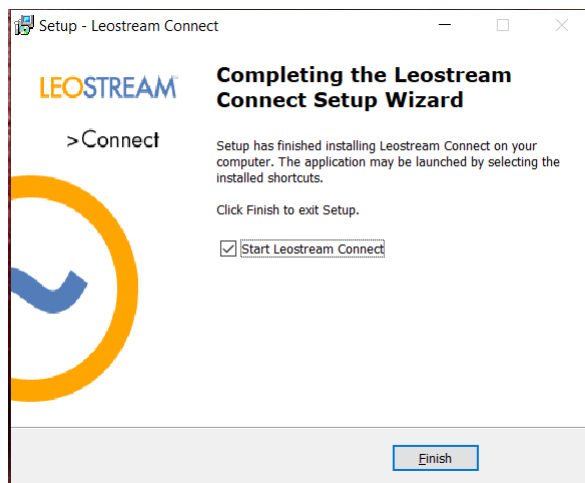 Setup - Leostream Connect
LEOSTREAM
>Connect
Completing the Leostream
Connect Setup Wizard
Setup has finished installing Leostream Connect on your
computer. The application may be launched by selecting the
installed shortcuts.
Click Finish to exit Setup.
Start Leostream Connect
Finish